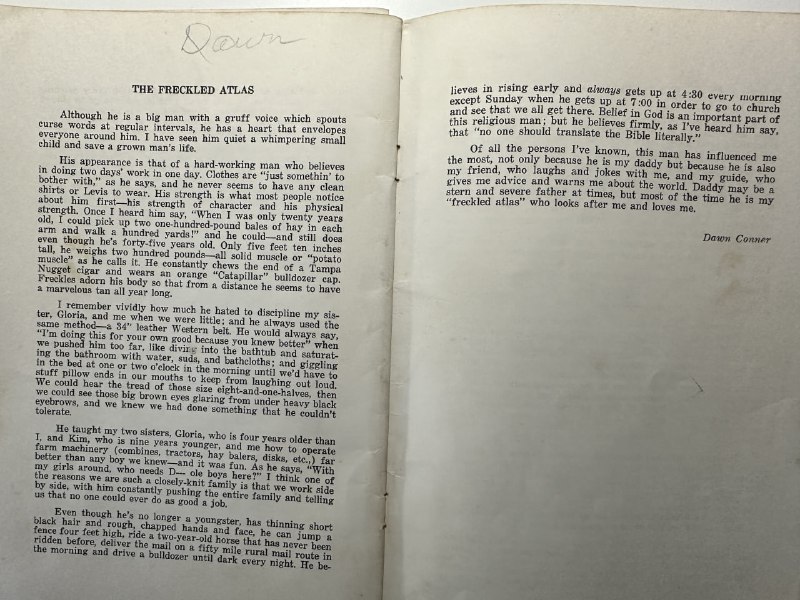 Dawn
THE FRECKLED ATLAS
Although he is a big man with a gruff voice which spouts
curse words at regular intervals, he has a heart that envelopes
everyone around him. I have seen him quiet a whimpering small
child and save a grown man's life.
His appearance is that of a hard-working man who believes
in doing two days' work in one day. Clothes are "just somethin' to
bother with," as he says, and he never seems to have any clean
shirts or Levis to wear. His strength is what most people notice
about him first—his strength of character and his physical
strength. Once I heard him say, "When I was only twenty years
old, I could pick up two one-hundred-pound bales of hay in each
arm and walk a hundred yards!" and he could—and still does
even though he's forty-five years old. Only five feet ten inches
tall, he weighs two hundred pounds—all solid muscle or "potato
muscle" as he calls it. He constantly chews the end of a Tampa
Nugget cigar and wears an orange "Catapillar" bulldozer cap.
Freckles adorn his body so that from a distance he seems to have
a marvelous tan all year long.
I remember vividly how much he hated to discipline my sis-
ter, Gloria, and me when we were little; and he always used the
same method—a 34" leather Western belt. He would always say,
"I'm doing this for your own good because you knew better" when
we pushed him too far, like diving into the bathtub and saturat-
ing the bathroom with water, suds, and bathcloths; and giggling
in the bed at one or two o'clock in the morning until we'd have to
stuff pillow ends in our mouths to keep from laughing out loud.
We could hear the tread of those size eight-and-one-halves, then
we could see those big brown eyes glaring from under heavy black
eyebrows, and we knew we had done something that he couldn't
tolerate.
He taught my two sisters, Gloria, who is four years older than
I, and Kim, who is nine years younger, and me how to operate
farm machinery (combines, tractors, hay balers, disks, etc.,) far
better than any boy we knew—and it was fun. As he says, "With
my girls around, who needs D— ole boys here?" I think one of
the reasons we are such a closely-knit family is that we work side
by side, with him constantly pushing the entire family and telling
us that no one could ever do as good a job.
Even though he's no longer a youngster, has thinning short
black hair and rough, chapped hands and face, he can jump a
fence four feet high, ride a two-year-old horse that has never been
ridden before, deliver the mail on a fifty mile rural mail route in
the morning and drive a bulldozer until dark every night. He be-
lieves in rising early and always gets up at 4:30 every morning
except Sunday when he gets up at 7:00 in order to go to church
and see that we all get there. Belief in God is an important part of
this religious man; but he believes firmly, as I've heard him say,
that "no one should translate the Bible literally."
Of all the persons I've known, this man has influenced me
the most, not only because he is my daddy but because he is also
my friend, who laughs and jokes with me, and my guide, who
gives me advice and warns me about the world. Daddy may be a
stern and severe father at times, but most of the time he is my
"freckled atlas" who looks after me and loves me.
Dawn Conner